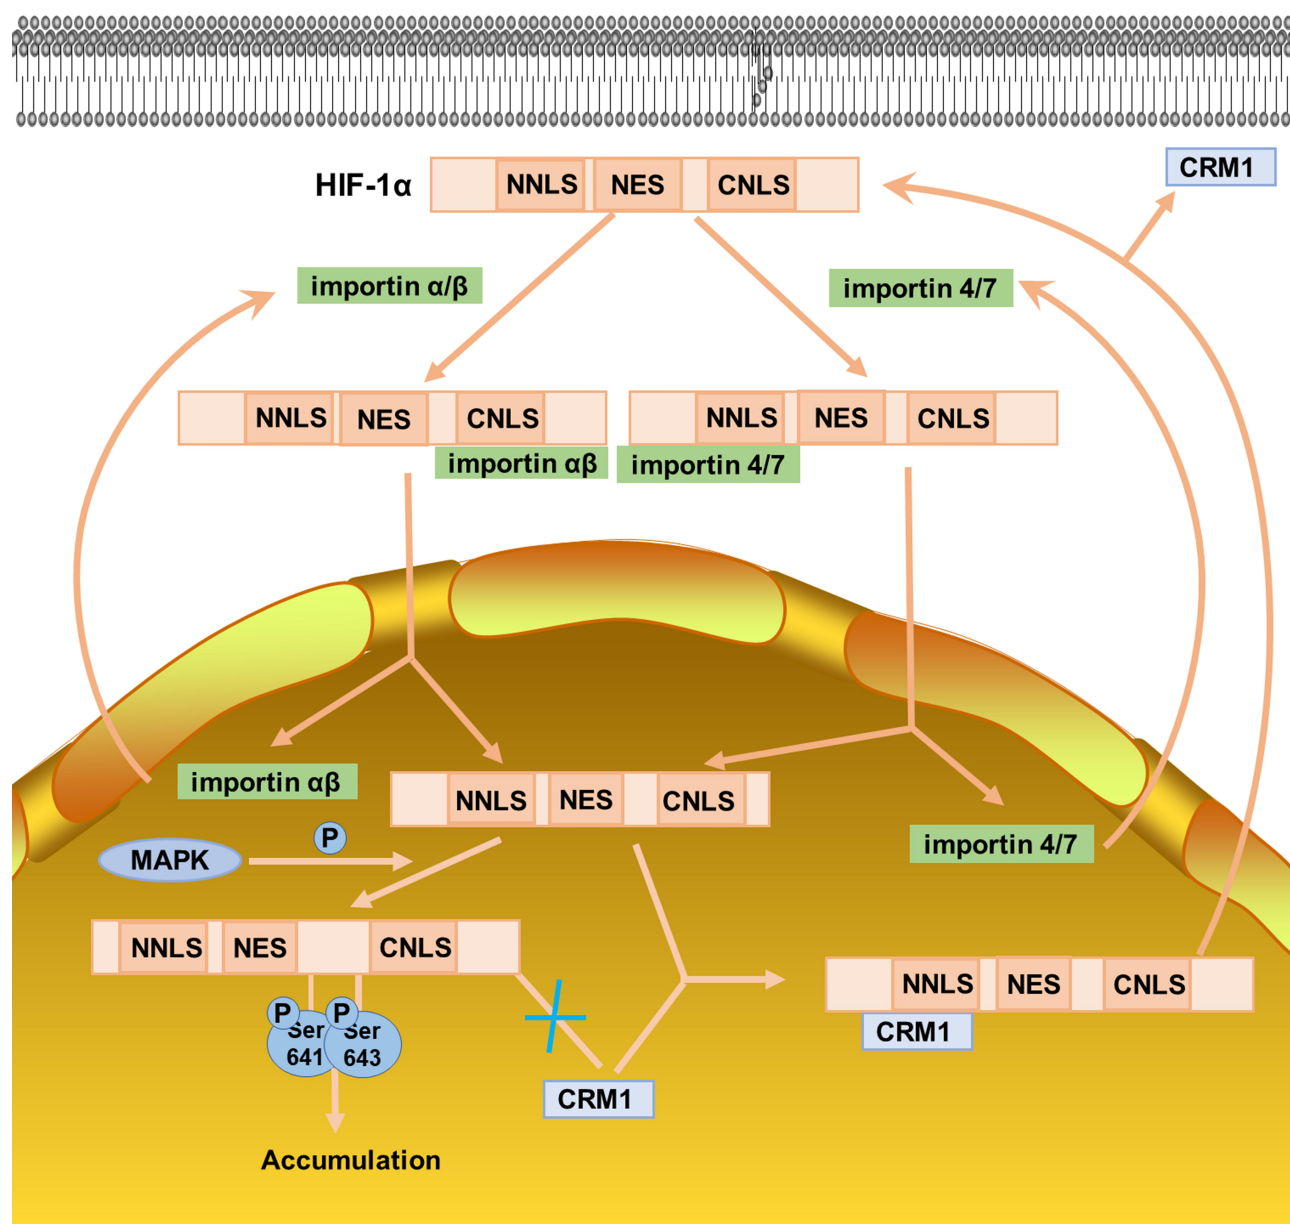 CRM1
HIF-1α
NNLS
NES
CNLS
importin α/β
importin 4/7
NNLS
NES
CNLS
importin αβ
NNLS
NES
CNLS
importin 4/7
importin αβ
NNLS
NES
CNLS
importin 4/7
MAPK
P
NNLS
NES
CNLS
P
Ser
641
P
Ser
643
Accumulation
CRM1
NNLS
NES
CNLS
CRM1